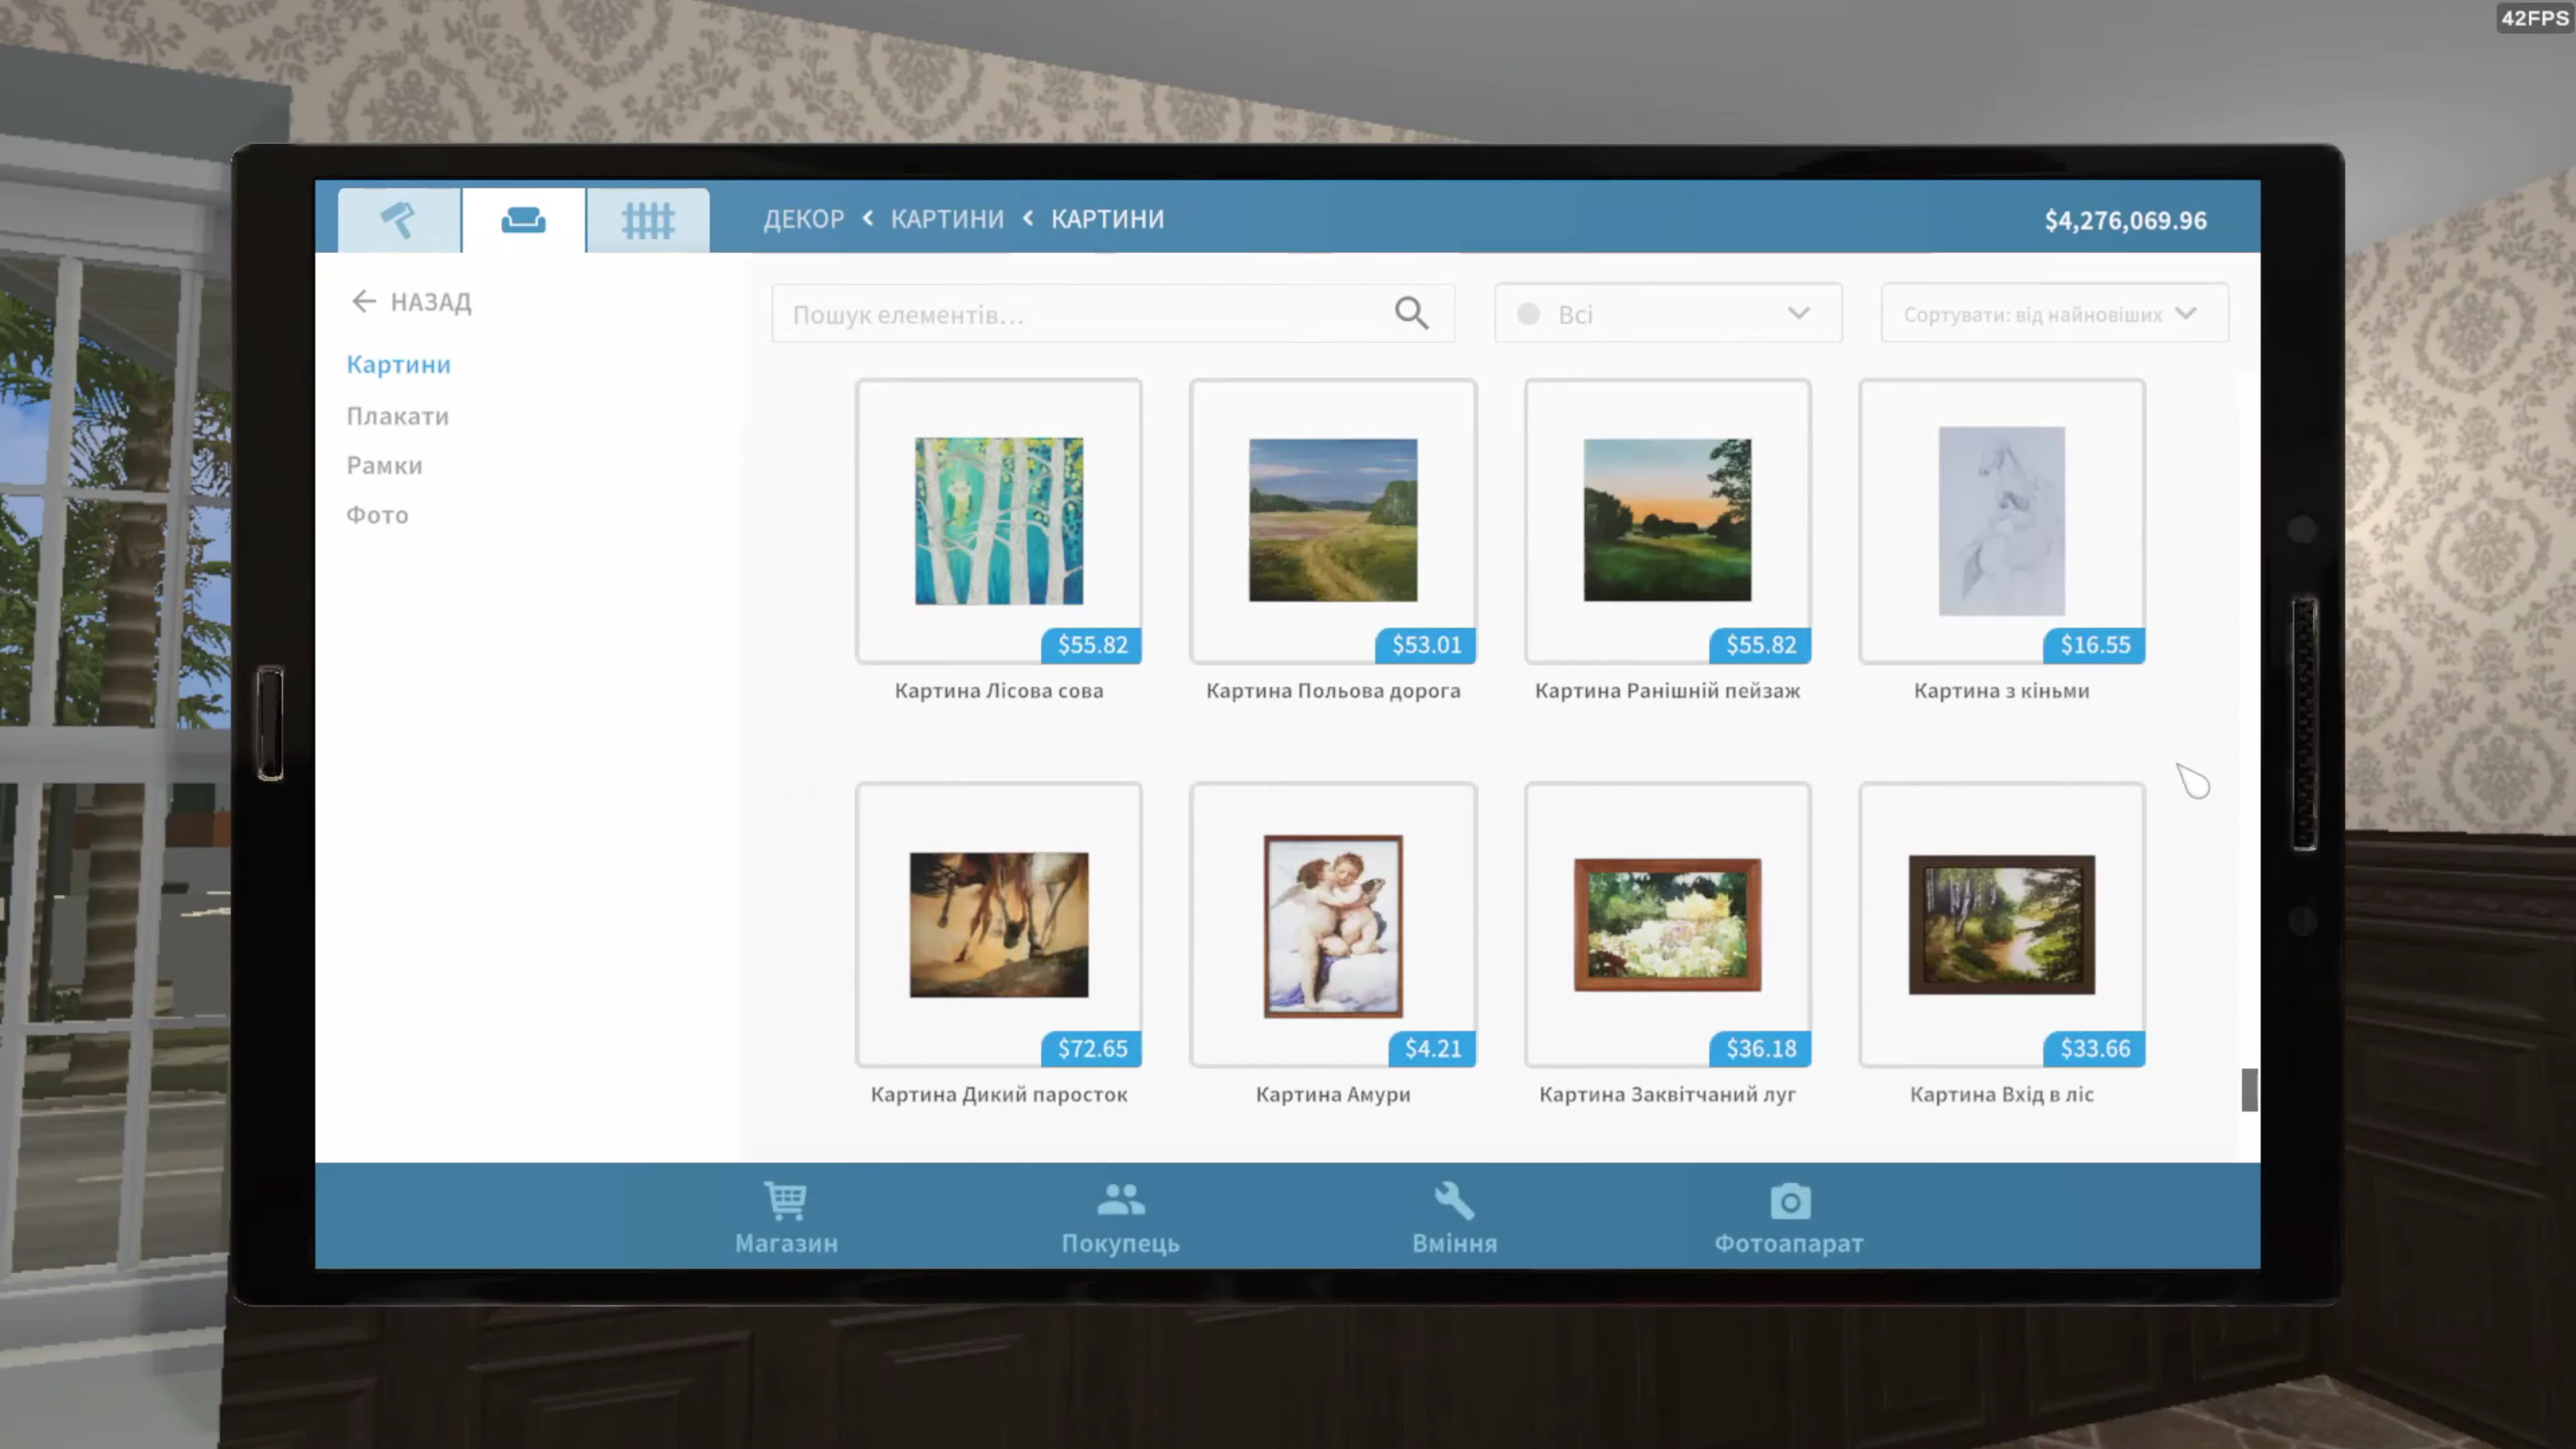 42FPS
ДЕКОР < КАРТИНИ < КАРТИНИ
$4,276,069.96
НАЗАД
Пошук елементів...
Всі
Сортувати: від найновіших
Картини
Плакати
Рамки
Фото
$55.82
$53.01
$55.82
$16.55
Картина Лісова сова
Картина Польова дорога
Картина Ранішній пейзаж
Картина з кіньми
$72.65
$4.21
$36.18
$33.66
Картина Дикий паросток
Картина Амури
Картина Заквітчаний луг
Картина Вхід в ліс
Магазин
Покупець
Вміння
Фотоапарат